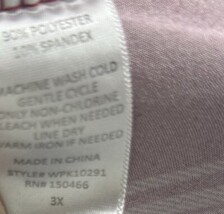 90% POLYESTER
10% SPANDEX
MACHINE WASH COLD
GENTLE CYCLE
ONLY NON-CHLORINE
BLEACH WHEN NEEDED
LINE DRY
WARM IRON IF NEEDED
MADE IN CHINA
STYLE# WPK10291
RN# 150466
3X